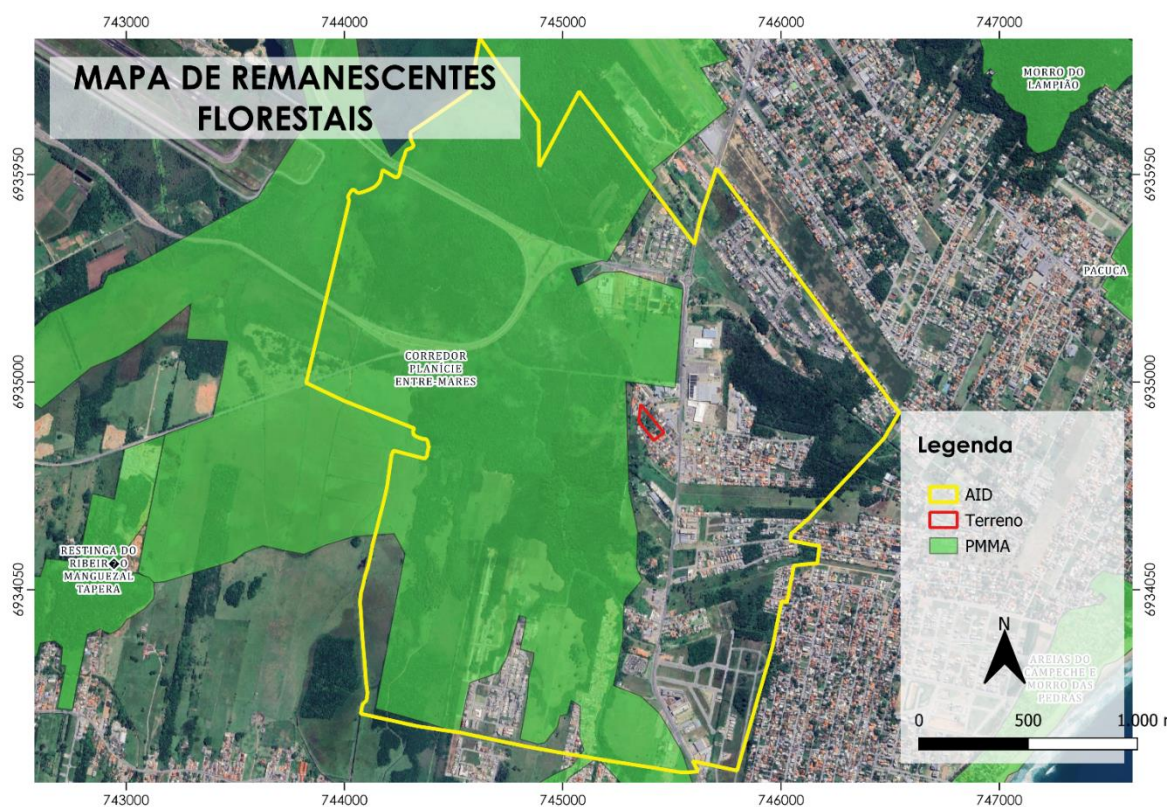 743000
744000
745000
746000
747000
MAPA DE REMANESCENTES
FLORESTAIS
MORRO DO
LAMPIÃO
6935950
6935950
PACUCA
CORREDOR
PLANÍCIE
ENTRE-MARES
6935000
6935000
Legenda
AID
Terreno
PMMA
RESTINGA DO
RIBEIR�O
MANGUEZAL
TAPERA
6934050
6934050
N
AREIAS DO
CAMPECHE E
MORRO DAS
PEDRAS
0
500
1.000 m
743000
744000
745000
746000
747000